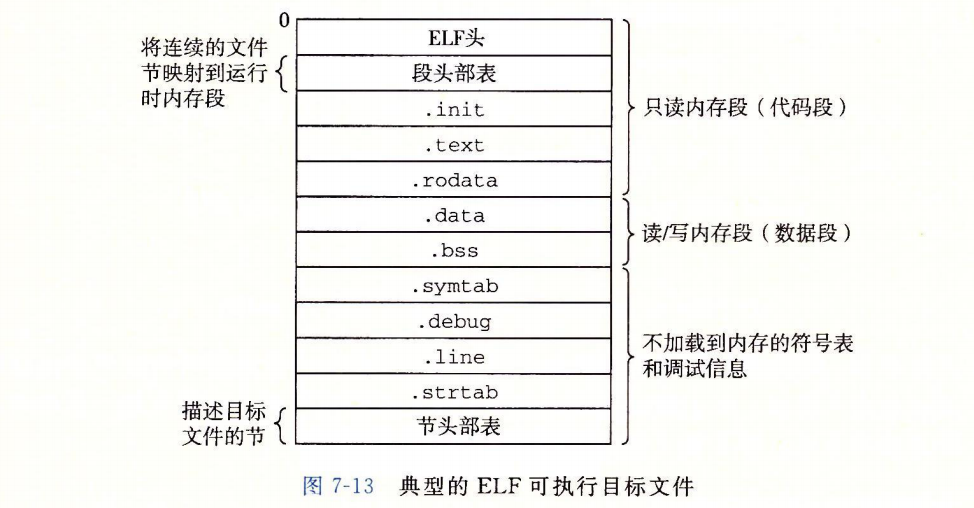 0
将连续的文件
节映射到运行
时内存段
ELF头
段头部表
.init
.text
.rodata
只读内存段（代码段）
.data
.bss
读/写内存段（数据段）
.symtab
.debug
.line
.strtab
不加载到内存的符号表
和调试信息
描述目标
文件的节
节头部表
图 7-13 典型的 ELF 可执行目标文件